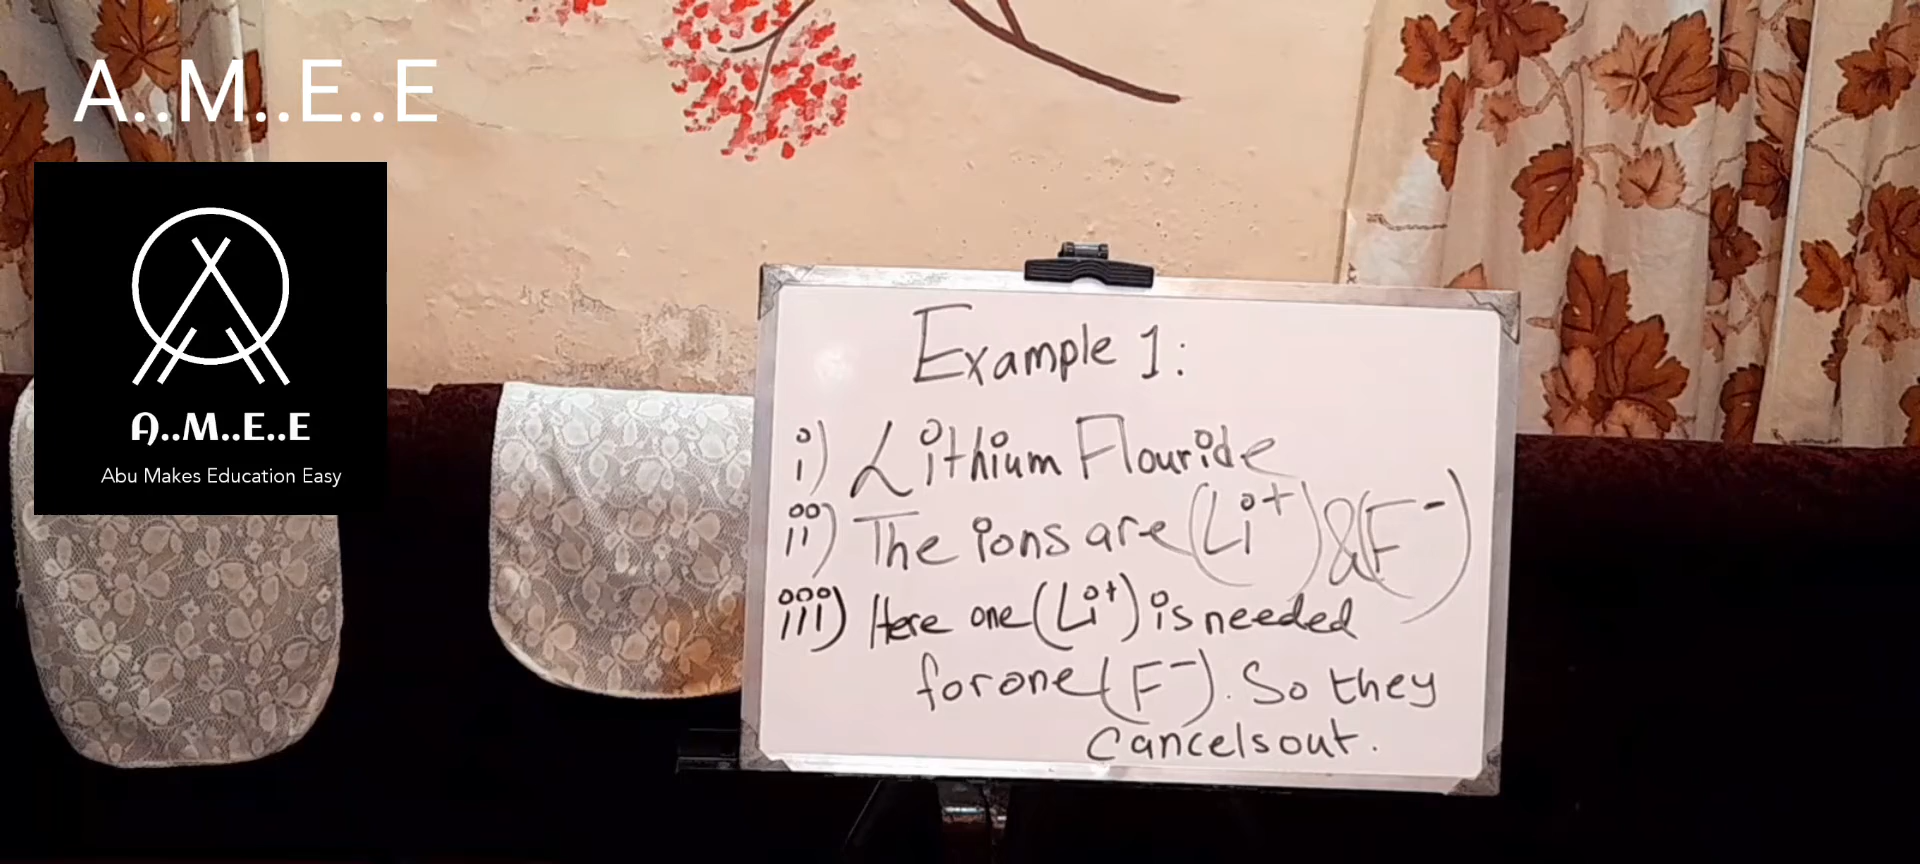 A..M..E..E
A..M..E..E
Abu Makes Education Easy
Example 1:
i) Lithium Flouride
ii) The ions are (Li+) & (F-)
iii) Here one (Li+) is needed
for one (F-). So they
cancels out.